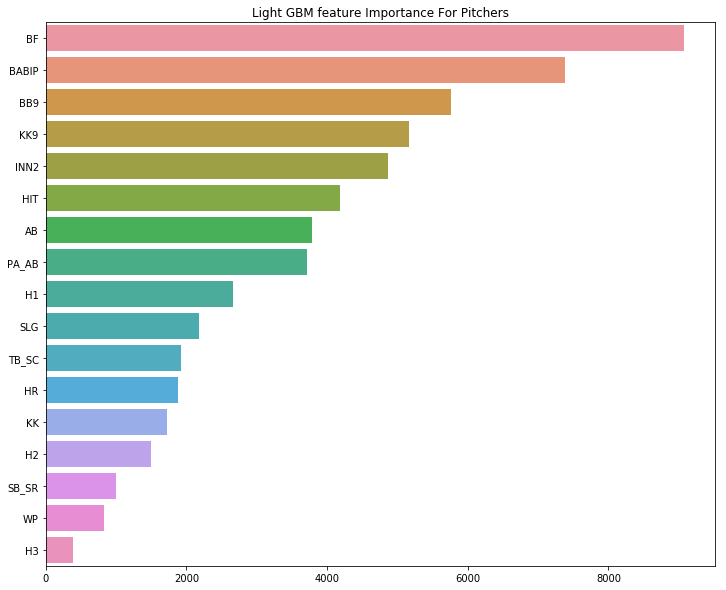 Light GBM feature Importance For Pitchers
BF
BABIP
BB9
KK9
INN2
HIT
AB
PA_AB
H1
SLG
TB_SC
HR
KK
H2
SB_SR
WP
H3
0 2000 4000 6000 8000